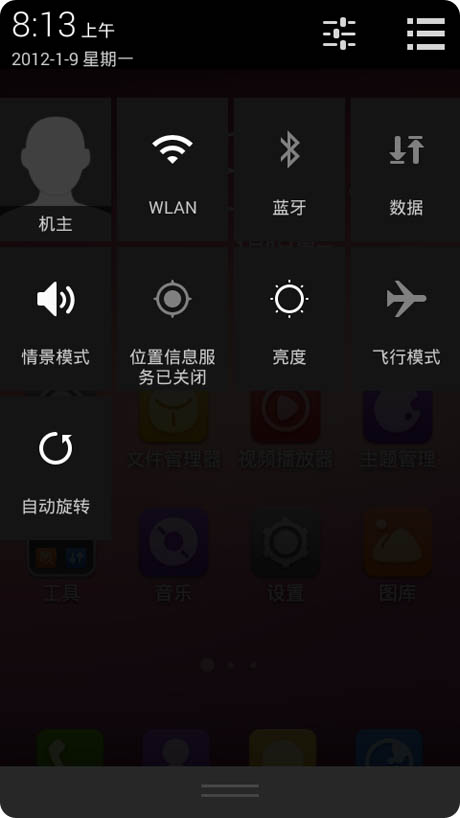 8:13 上午
2012-1-9 星期一
机主
WLAN
蓝牙
数据
情景模式
位置信息服
务已关闭
亮度
飞行模式
自动旋转
文件管理器
视频播放器
主题管理
工具
音乐
设置
图库